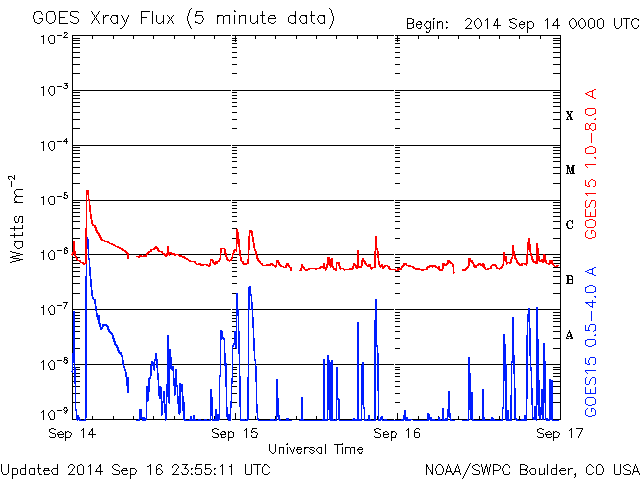 GOES Xray Flux (5 minute data)
Begin: 2014 Sep 14 0000 UTC
10⁻²
10⁻³
10⁻⁴
10⁻⁵
10⁻⁶
10⁻⁷
10⁻⁸
10⁻⁹
Watts m⁻²
X
M
C
B
A
GOES15 1.0-8.0 A
GOES15 0.5-4.0 A
Sep 14
Sep 15
Sep 16
Sep 17
Universal Time
Updated 2014 Sep 16 23:55:11 UTC
NOAA/SWPC Boulder, CO USA